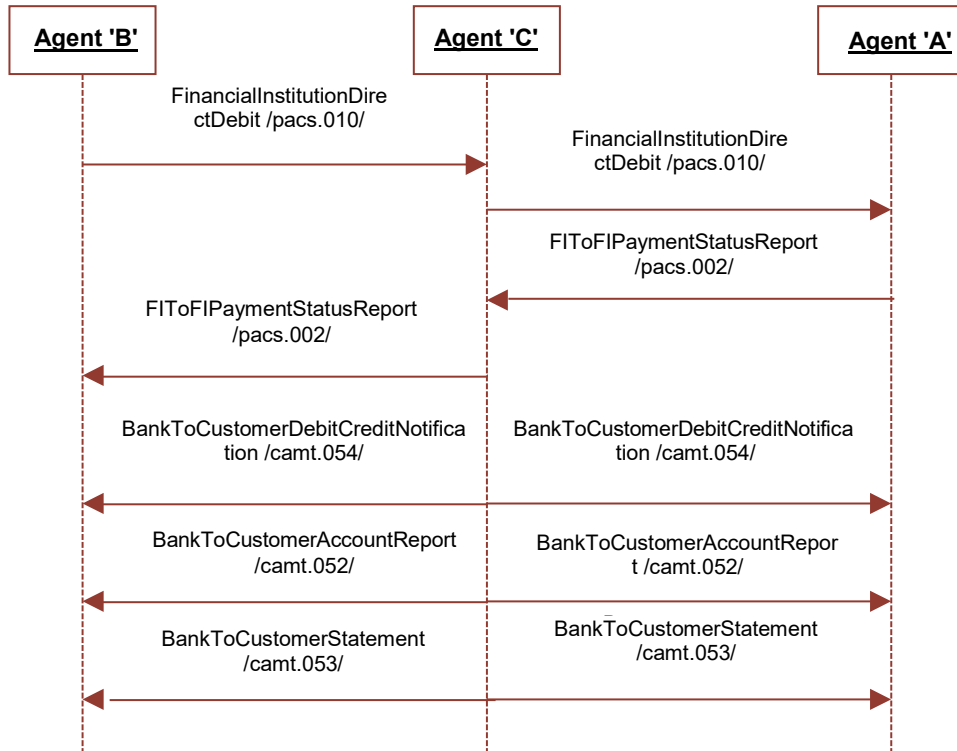 Agent 'B'
Agent 'C'
Agent 'A'
FinancialInstitutionDire
ctDebit /pacs.010/
FinancialInstitutionDire
ctDebit /pacs.010/
FIToFIPaymentStatusReport
/pacs.002/
FIToFIPaymentStatusReport
/pacs.002/
BankToCustomerDebitCreditNotifica
tion /camt.054/
BankToCustomerDebitCreditNotifica
tion /camt.054/
BankToCustomerAccountReport
/camt.052/
BankToCustomerAccountRepor
t /camt.052/
BankToCustomerStatement
/camt.053/
BankToCustomerStatement
/camt.053/